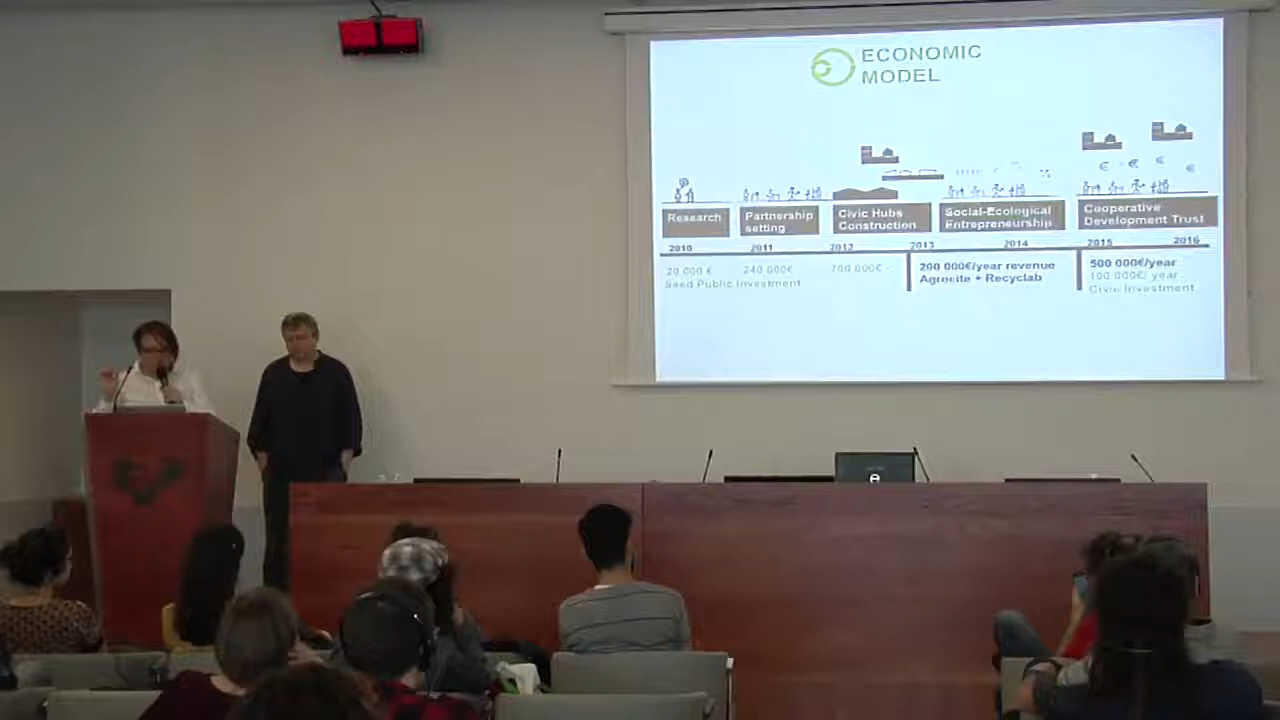 ECONOMIC
MODEL
Research
Partnership
setting
Civic Hubs
Construction
Social-Ecological
Entrepreneurship
Cooperative
Development Trust
2010 2011 2012 2013 2014 2015 2016
20 000 € 240 000€ 700 000€
Seed Public Investment
200 000€/year revenue
Agrocite + Recyclab
500 000€/year
100 000€/ year
Civic Investment